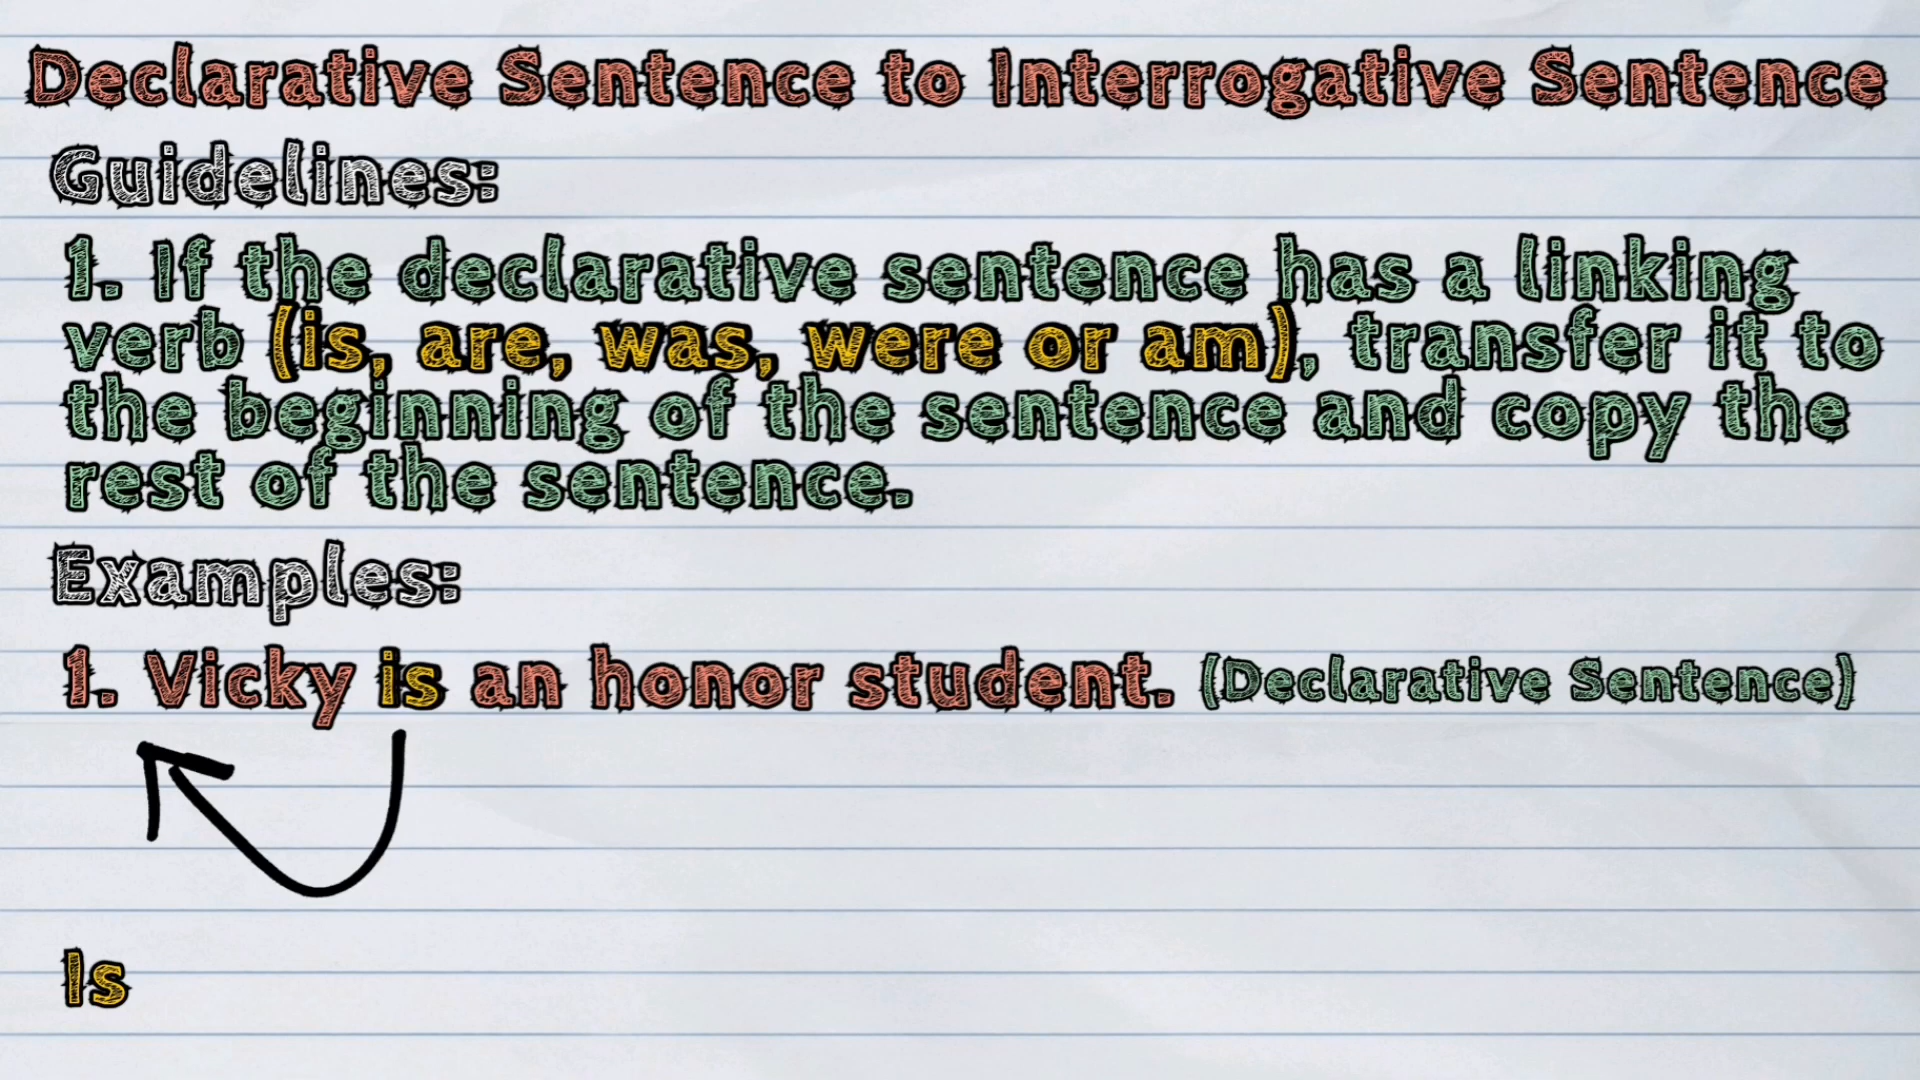 Declarative Sentence to Interrogative Sentence
Guidelines:
1. If the declarative sentence has a linking
verb (is, are, was, were or am), transfer it to
the beginning of the sentence and copy the
rest of the sentence.
Examples:
1. Vicky is an honor student. (Declarative Sentence)
Is